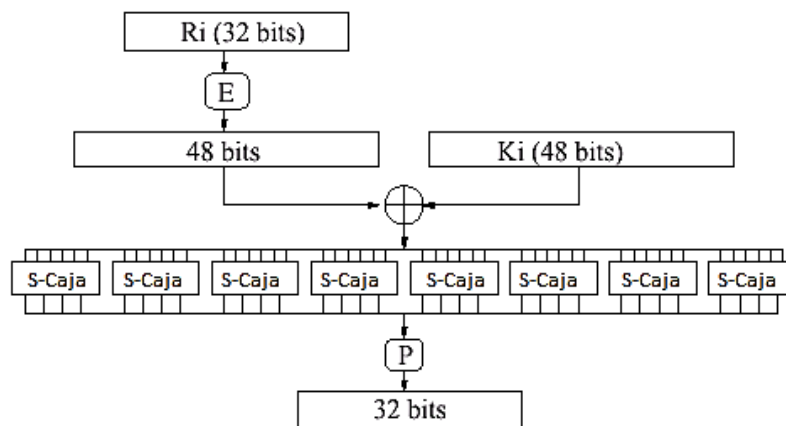 Ri (32 bits)
E
48 bits Ki (48 bits)
S-Caja S-Caja S-Caja S-Caja S-Caja S-Caja S-Caja S-Caja
P
32 bits